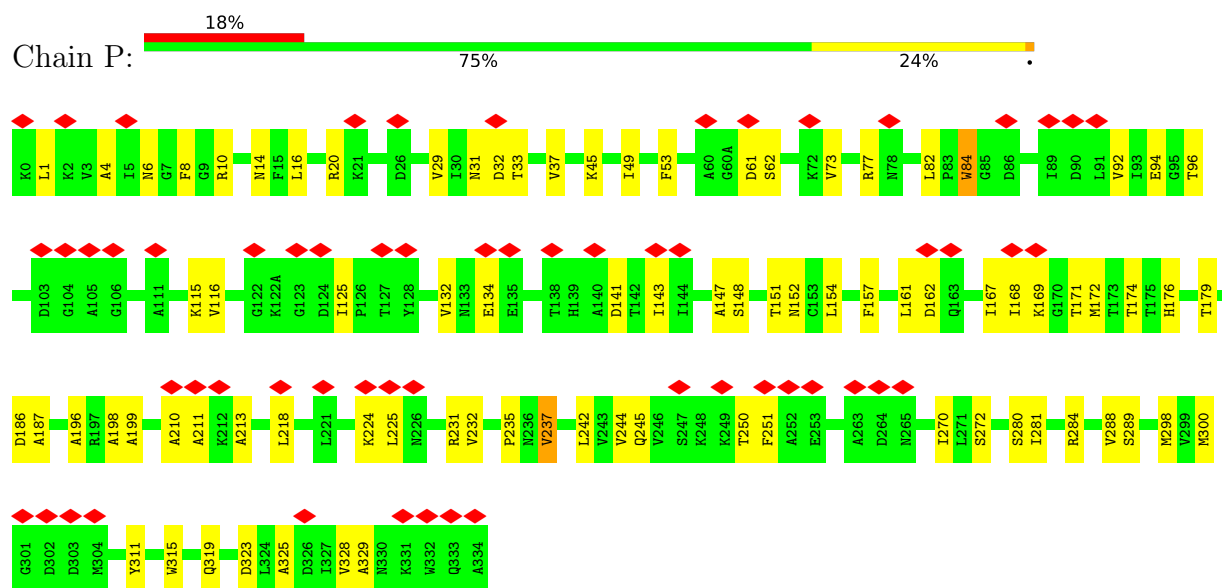 18%
Chain P:
75% 24% •
K0 L1 K2 V3 A4 I5 N6 G7 F8 G9 R10 N14 F15 L16 R20 K21 D26 V29 I30 N31 D32 T33 V37 K45 I49 F53 A60 G60A D61 S62 K72 V73 R77 N78 L82 P83 W84 G85 D86 I89 D90 L91 V92 I93 E94 G95 T96
D103 G104 A105 G106 A111 K115 V116 G122 K122A G123 D124 I125 P126 T127 Y128 V132 N133 E134 E135 T138 H139 A140 D141 T142 I143 I144 A147 S148 T151 N152 C153 L154 F157 L161 D162 Q163 I167 I168 K169 G170 T171 M172 T173 T174 T175 H176 T179
D186 A187 A196 R197 A198 A199 A210 A211 K212 A213 L218 L221 K224 L225 N226 R231 V232 P235 N236 V237 L242 V243 V244 Q245 V246 S247 K248 K249 T250 F251 A252 E253 A263 D264 N265 I270 L271 S272 S280 I281 R284 V288 S289 M298 V299 M300
G301 D302 D303 M304 Y311 W315 Q319 D323 L324 A325 D326 I327 V328 A329 N330 K331 W332 Q333 A334